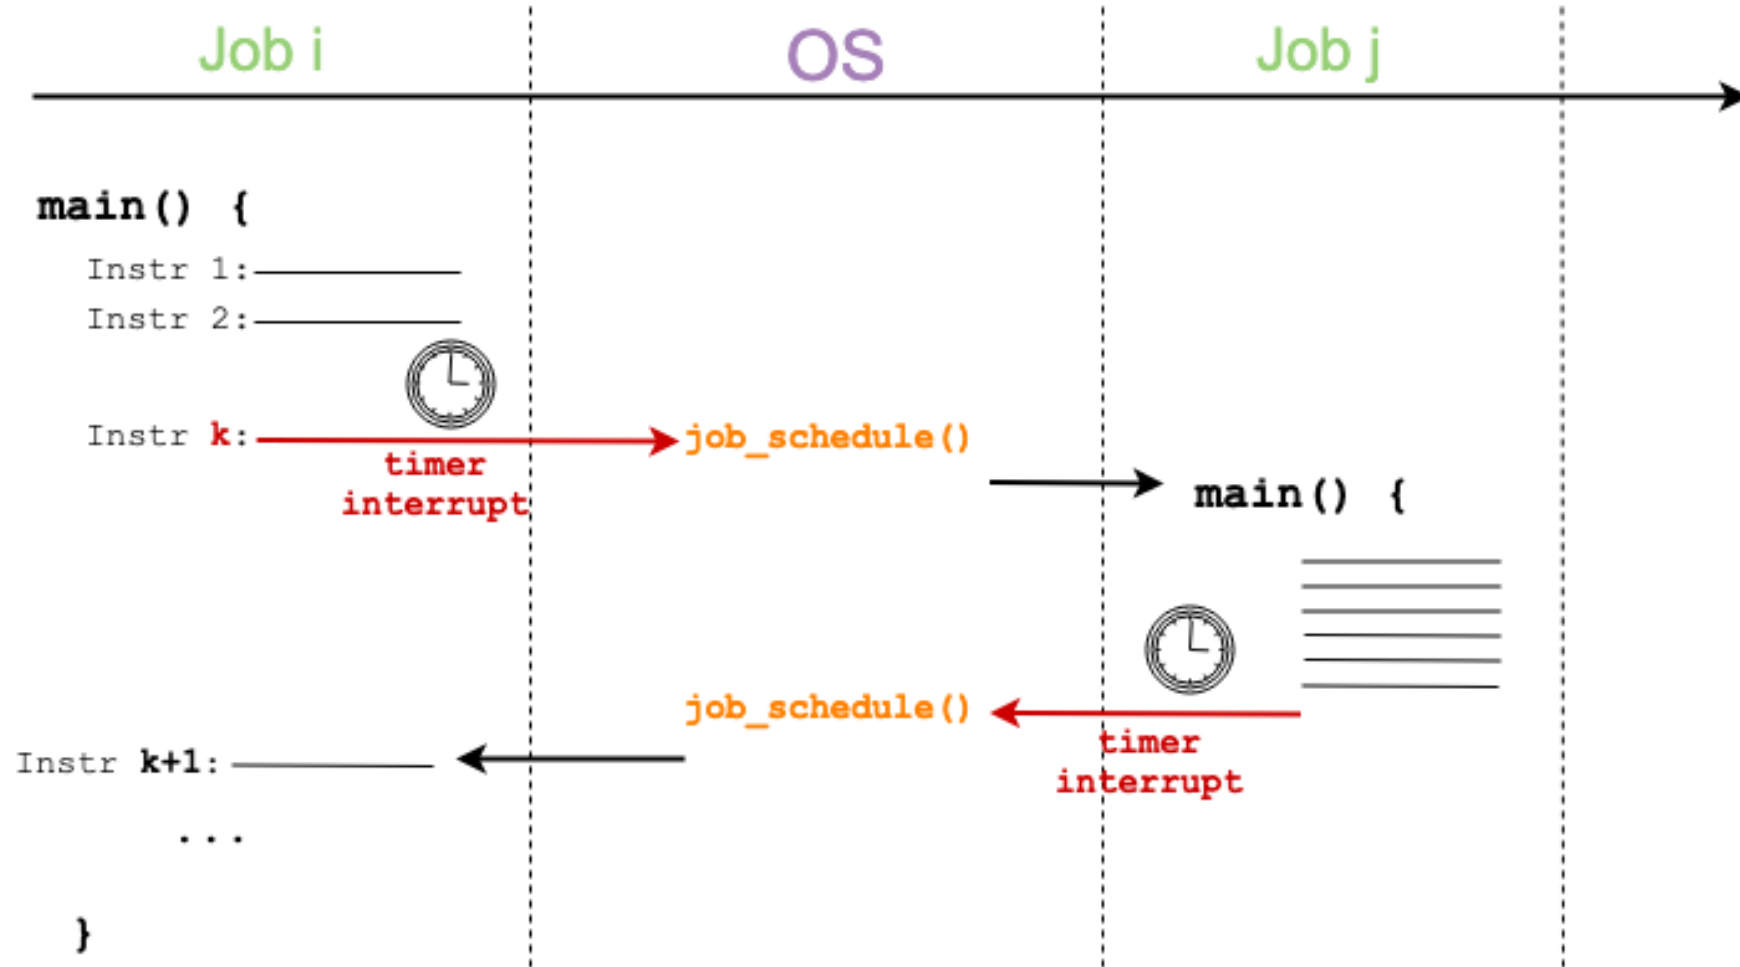 Job i
OS
Job j
main() {
Instr 1:
Instr 2:
Instr k:
timer
interrupt
job_schedule()
main() {
job_schedule()
timer
interrupt
Instr k+1:
...
}